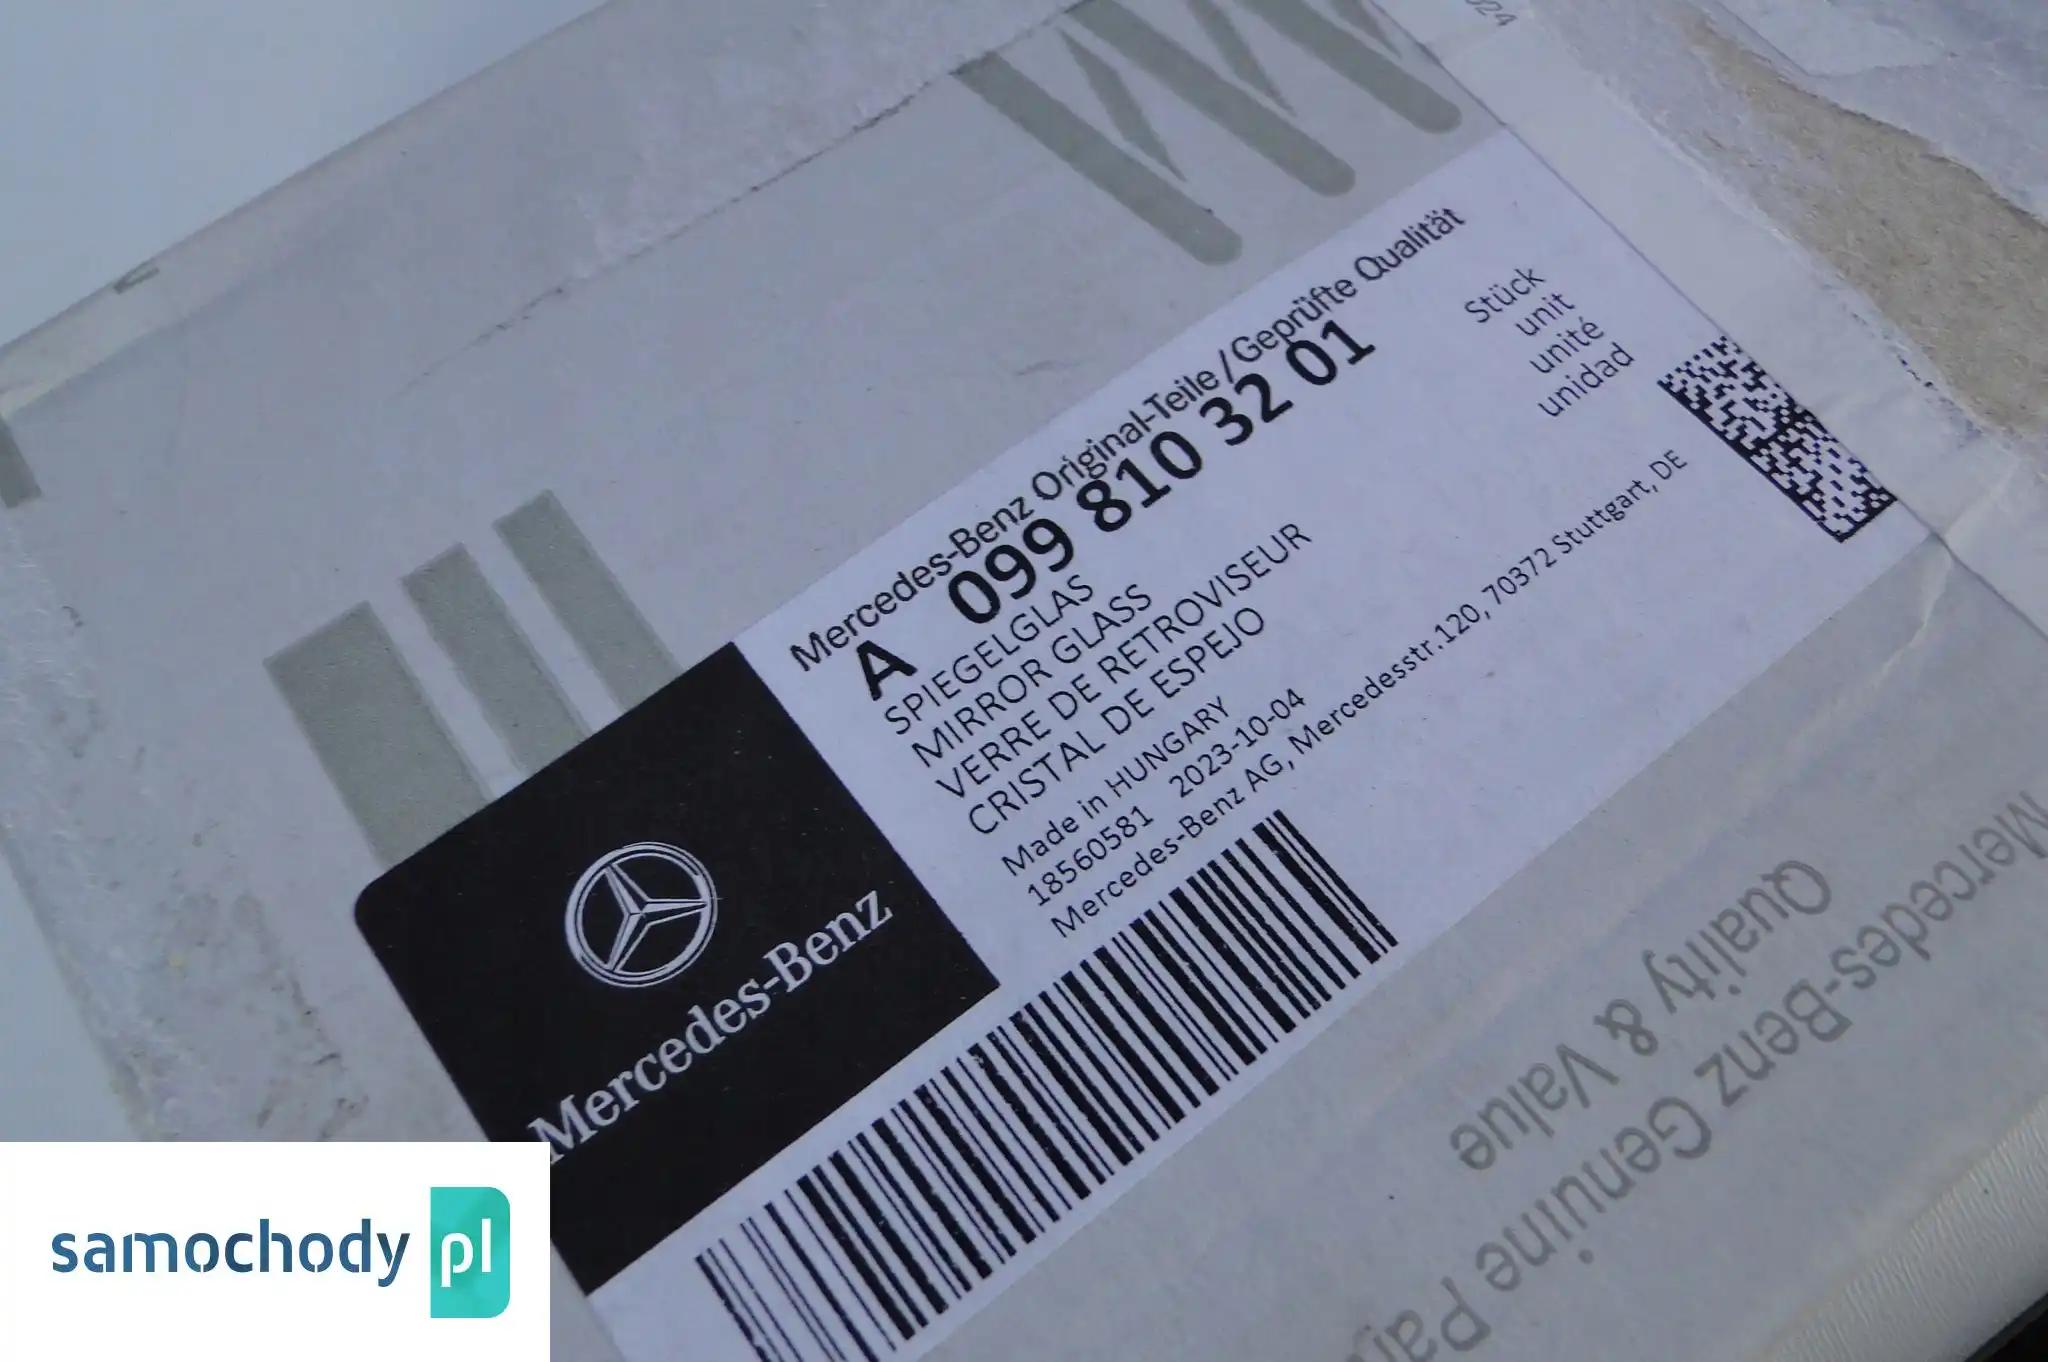 Mercedes-Benz Original-Teile / Geprüfte Qualität
A 099 810 32 01
SPIEGELGLAS
MIRROR GLASS
VERRE DE RETROVISEUR
CRISTAL DE ESPEJO
Made in HUNGARY
18560581 2023-10-04
Mercedes-Benz AG, Mercedesstr.120, 70372 Stuttgart, DE
Stück
unit
unité
unidad
Mercedes-Benz
Mercedes-Benz Genuine
Quality & Value
samochody pl